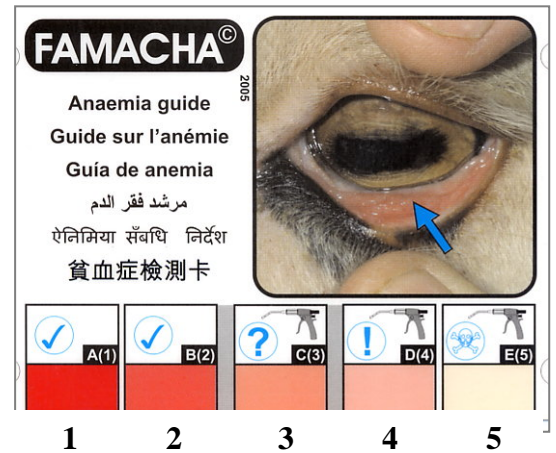 FAMACHA©
2005
Anaemia guide
Guide sur l'anémie
Guía de anemia
مرشد فقر الدم
ऐनिमिया सँबधि निर्देश
貧血症檢測卡
A(1) B(2) ? C(3) ! D(4) E(5)
1 2 3 4 5